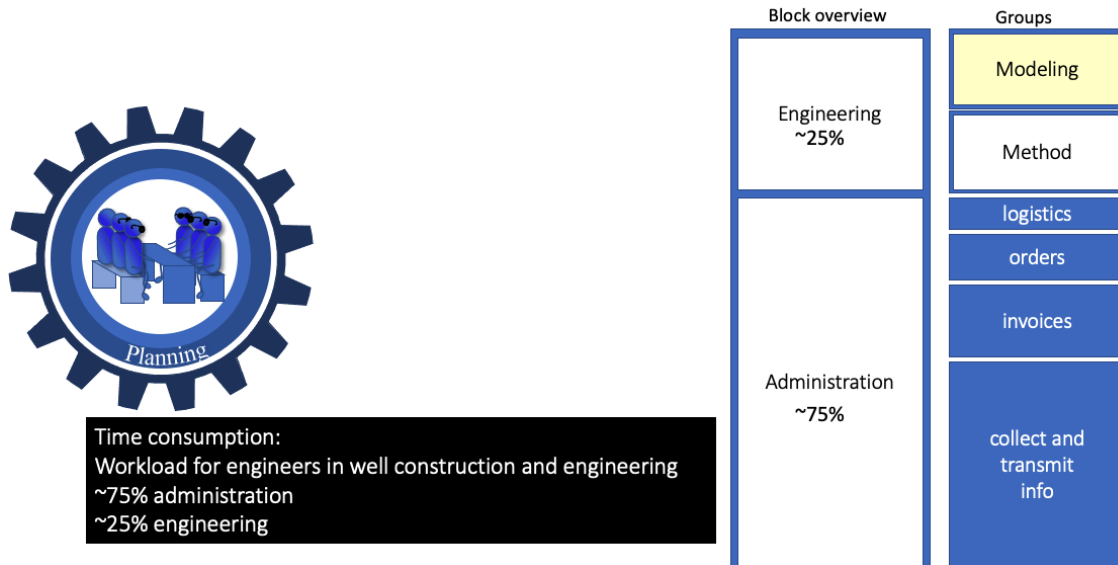 Block overview
Groups
Engineering
~25%
Modeling
Method
Administration
~75%
logistics
orders
invoices
collect and
transmit
info
Planning
Time consumption:
Workload for engineers in well construction and engineering
~75% administration
~25% engineering